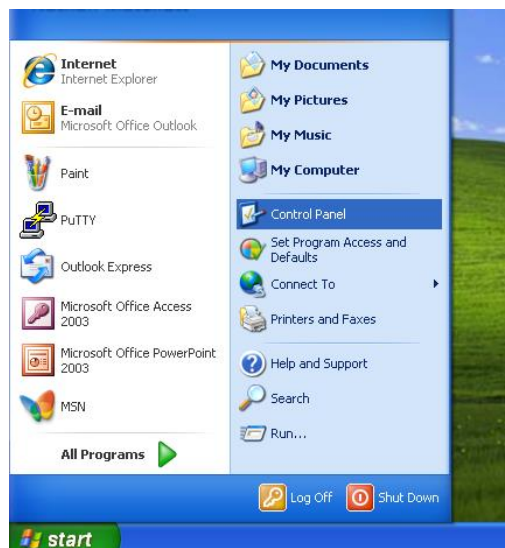 Internet
Internet Explorer
E-mail
Microsoft Office Outlook
Paint
PuTTY
Outlook Express
Microsoft Office Access
2003
Microsoft Office PowerPoint
2003
MSN
All Programs
My Documents
My Pictures
My Music
My Computer
Control Panel
Set Program Access and
Defaults
Connect To
Printers and Faxes
Help and Support
Search
Run...
Log Off
Shut Down
start